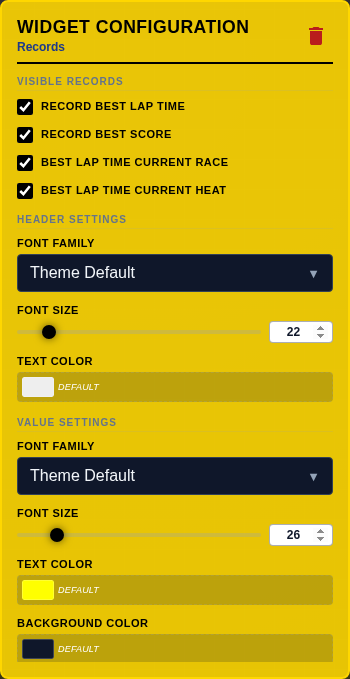 WIDGET CONFIGURATION
Records
VISIBLE RECORDS
RECORD BEST LAP TIME
RECORD BEST SCORE
BEST LAP TIME CURRENT RACE
BEST LAP TIME CURRENT HEAT
HEADER SETTINGS
FONT FAMILY
Theme Default
FONT SIZE
22
TEXT COLOR
DEFAULT
VALUE SETTINGS
FONT FAMILY
Theme Default
FONT SIZE
26
TEXT COLOR
DEFAULT
BACKGROUND COLOR
DEFAULT